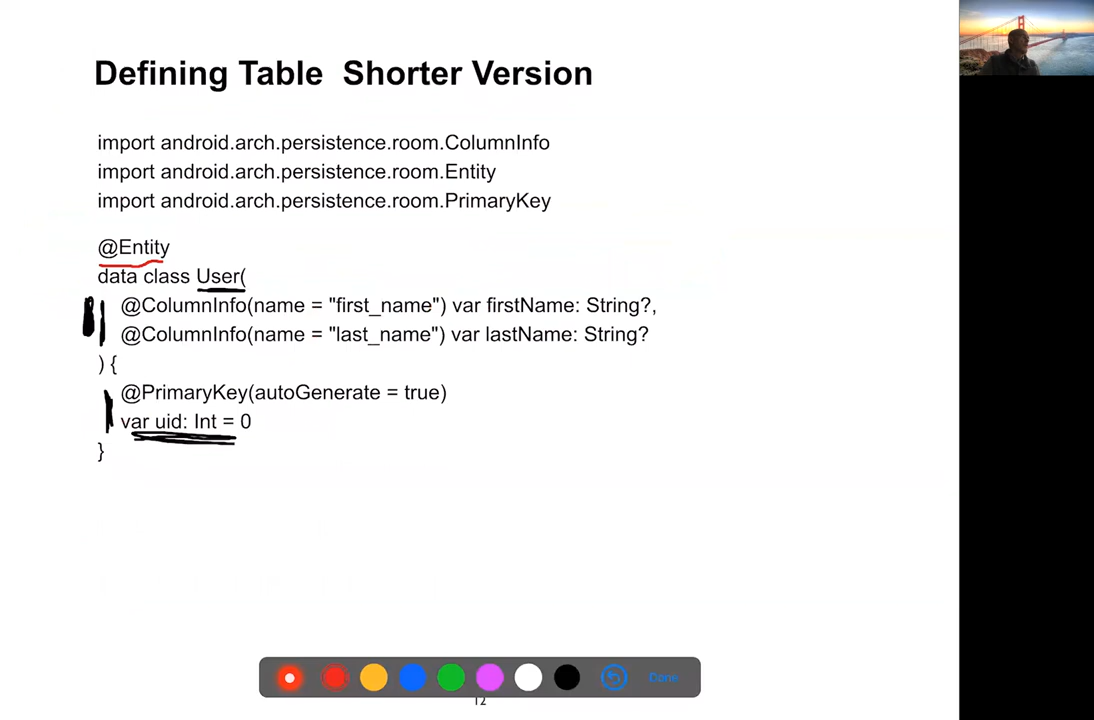 Defining Table  Shorter Version
import android.arch.persistence.room.ColumnInfo
import android.arch.persistence.room.Entity
import android.arch.persistence.room.PrimaryKey
@Entity
data class User(
@ColumnInfo(name = "first_name") var firstName: String?,
@ColumnInfo(name = "last_name") var lastName: String?
) {
@PrimaryKey(autoGenerate = true)
var uid: Int = 0
}
Done
12